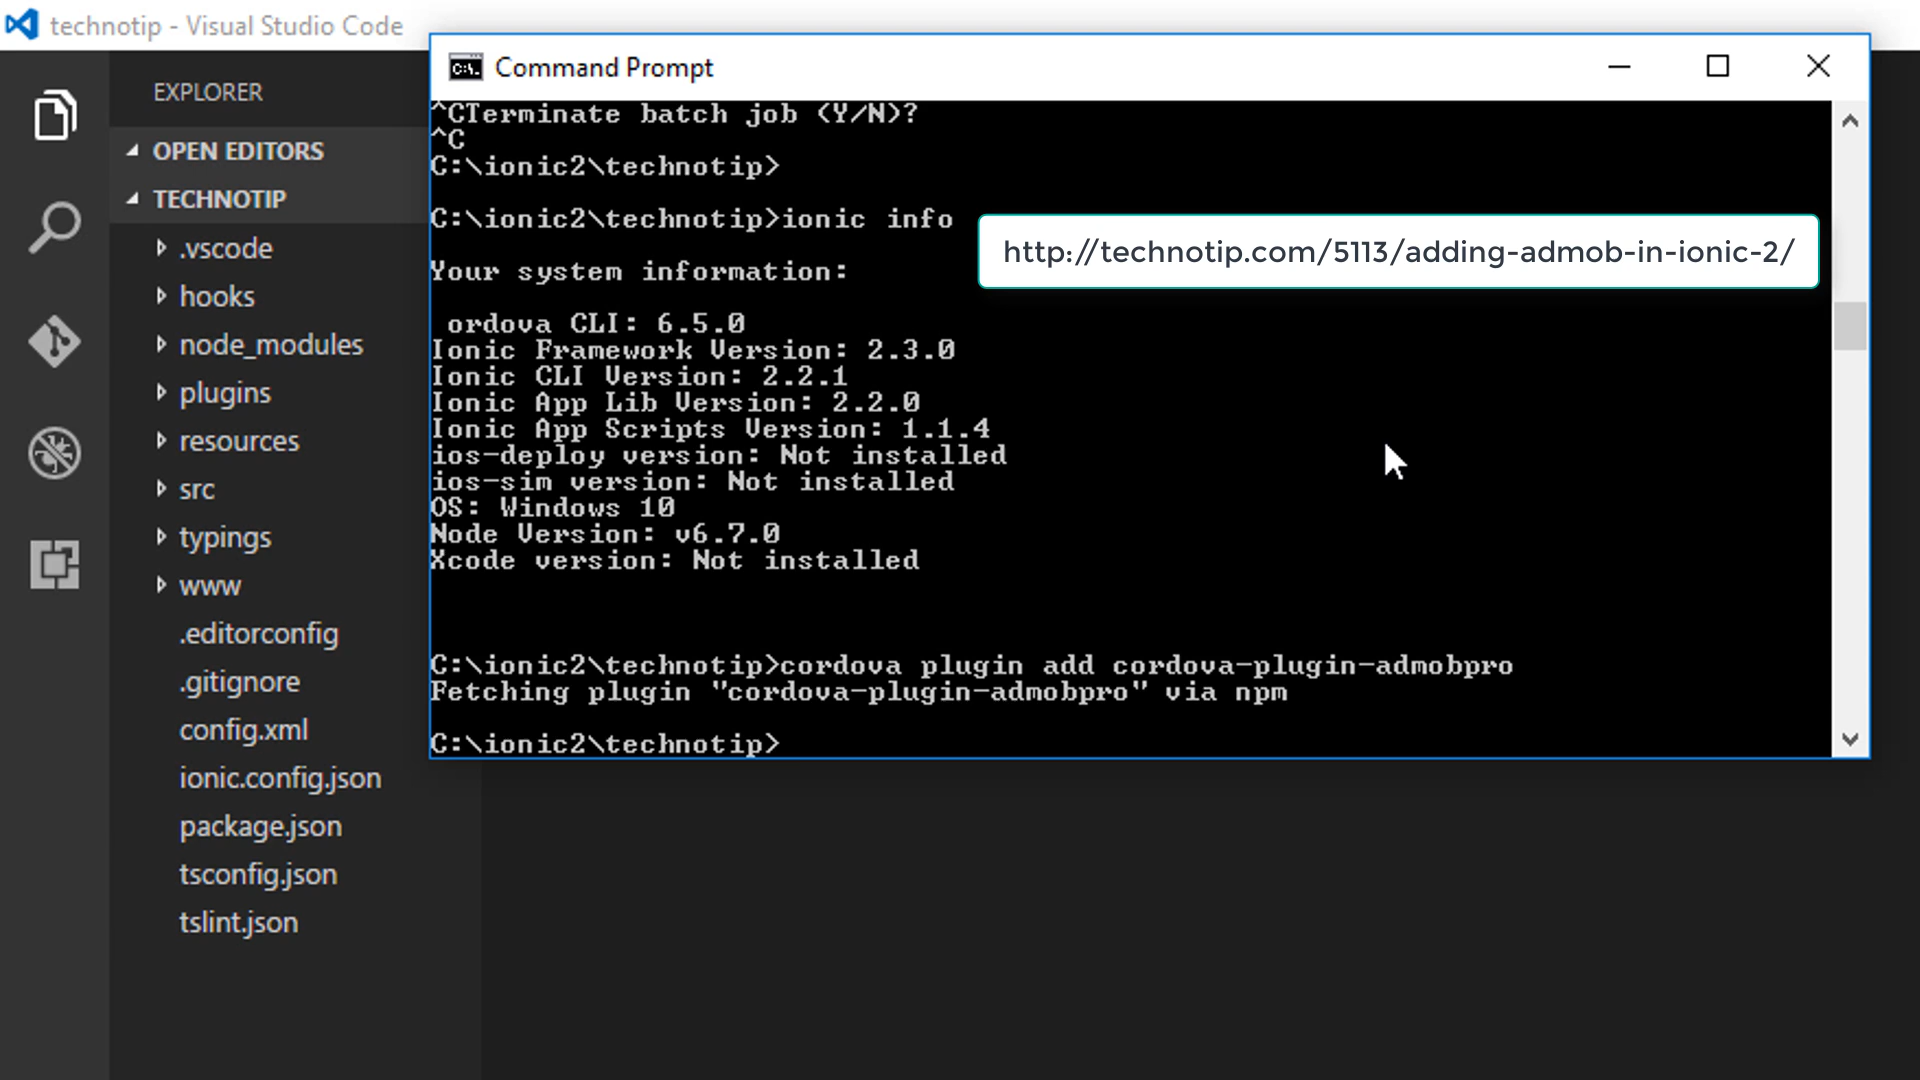 technotip - Visual Studio Code
EXPLORER
OPEN EDITORS
TECHNOTIP
.vscode
hooks
node_modules
plugins
resources
src
typings
www
.editorconfig
.gitignore
config.xml
ionic.config.json
package.json
tsconfig.json
tslint.json
Command Prompt
^CTerminate batch job (Y/N)?
^C
C:\ionic2\technotip>
C:\ionic2\technotip>ionic info
http://technotip.com/5113/adding-admob-in-ionic-2/
Your system information:
ordova CLI: 6.5.0
Ionic Framework Version: 2.3.0
Ionic CLI Version: 2.2.1
Ionic App Lib Version: 2.2.0
Ionic App Scripts Version: 1.1.4
ios-deploy version: Not installed
ios-sim version: Not installed
OS: Windows 10
Node Version: v6.7.0
Xcode version: Not installed
C:\ionic2\technotip>cordova plugin add cordova-plugin-admobpro
Fetching plugin "cordova-plugin-admobpro" via npm
C:\ionic2\technotip>